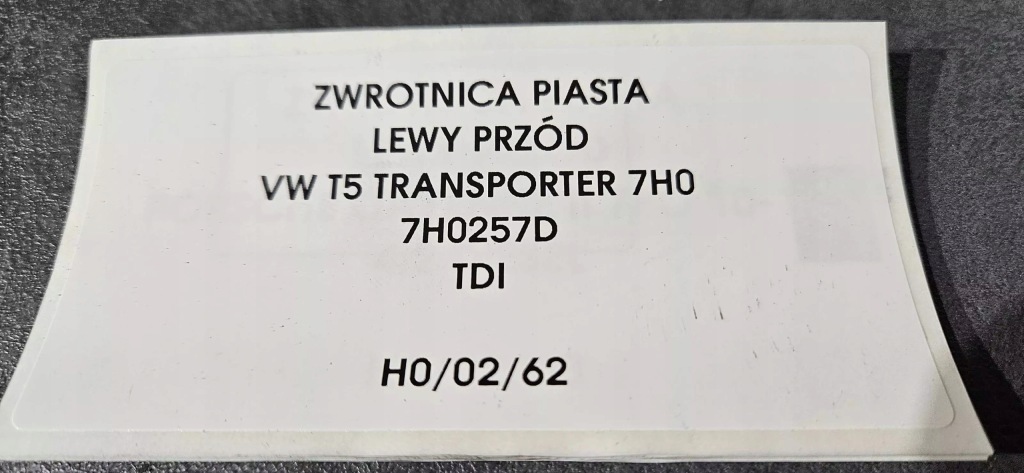 ZWROTNICA PIASTA
LEWY PRZÓD
VW T5 TRANSPORTER 7H0
7H0257D
TDI
H0/02/62